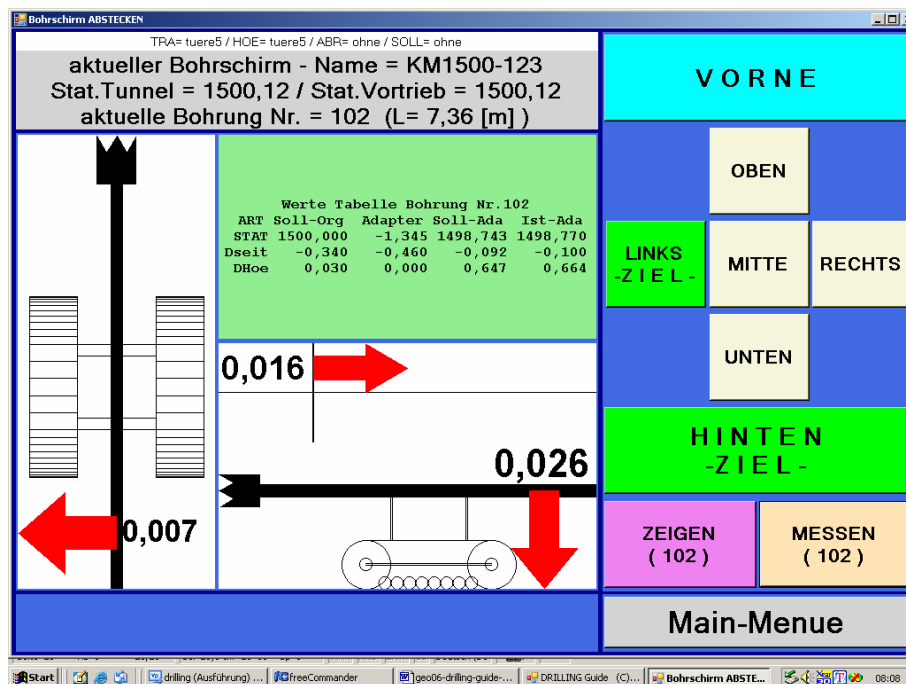 Bohrschirm ABSTECKEN
TRA= tuere5 / HOE= tuere5 / ABR= ohne / SOLL= ohne
aktueller Bohrschirm - Name = KM1500-123
Stat.Tunnel = 1500,12 / Stat.Vortrieb = 1500,12
aktuelle Bohrung Nr. = 102 (L= 7,36 [m] )
Werte Tabelle Bohrung Nr.102
ART Soll-Org Adapter Soll-Ada Ist-Ada
STAT 1500,000 -1,345 1498,743 1498,770
Dseit -0,340 -0,460 -0,092 -0,100
DHoe 0,030 0,000 0,647 0,664
0,016
0,026
0,007
V O R N E
OBEN
LINKS
-Z I E L -
MITTE
RECHTS
UNTEN
H I N T E N
-Z I E L -
ZEIGEN
( 102 )
MESSEN
( 102 )
Main-Menue
Start
drilling (Ausführung) ...
FreeCommander
geo06-drilling-guide-...
DRILLING Guide (C)...
Bohrschirm ABSTE...
08:08